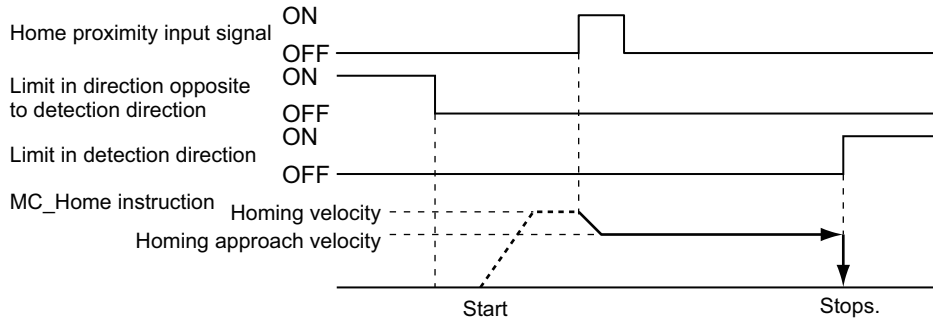 ON
Home proximity input signal
OFF
ON
Limit in direction opposite
to detection direction
OFF
ON
Limit in detection direction
OFF
MC_Home instruction
Homing velocity
Homing approach velocity
Start
Stops.